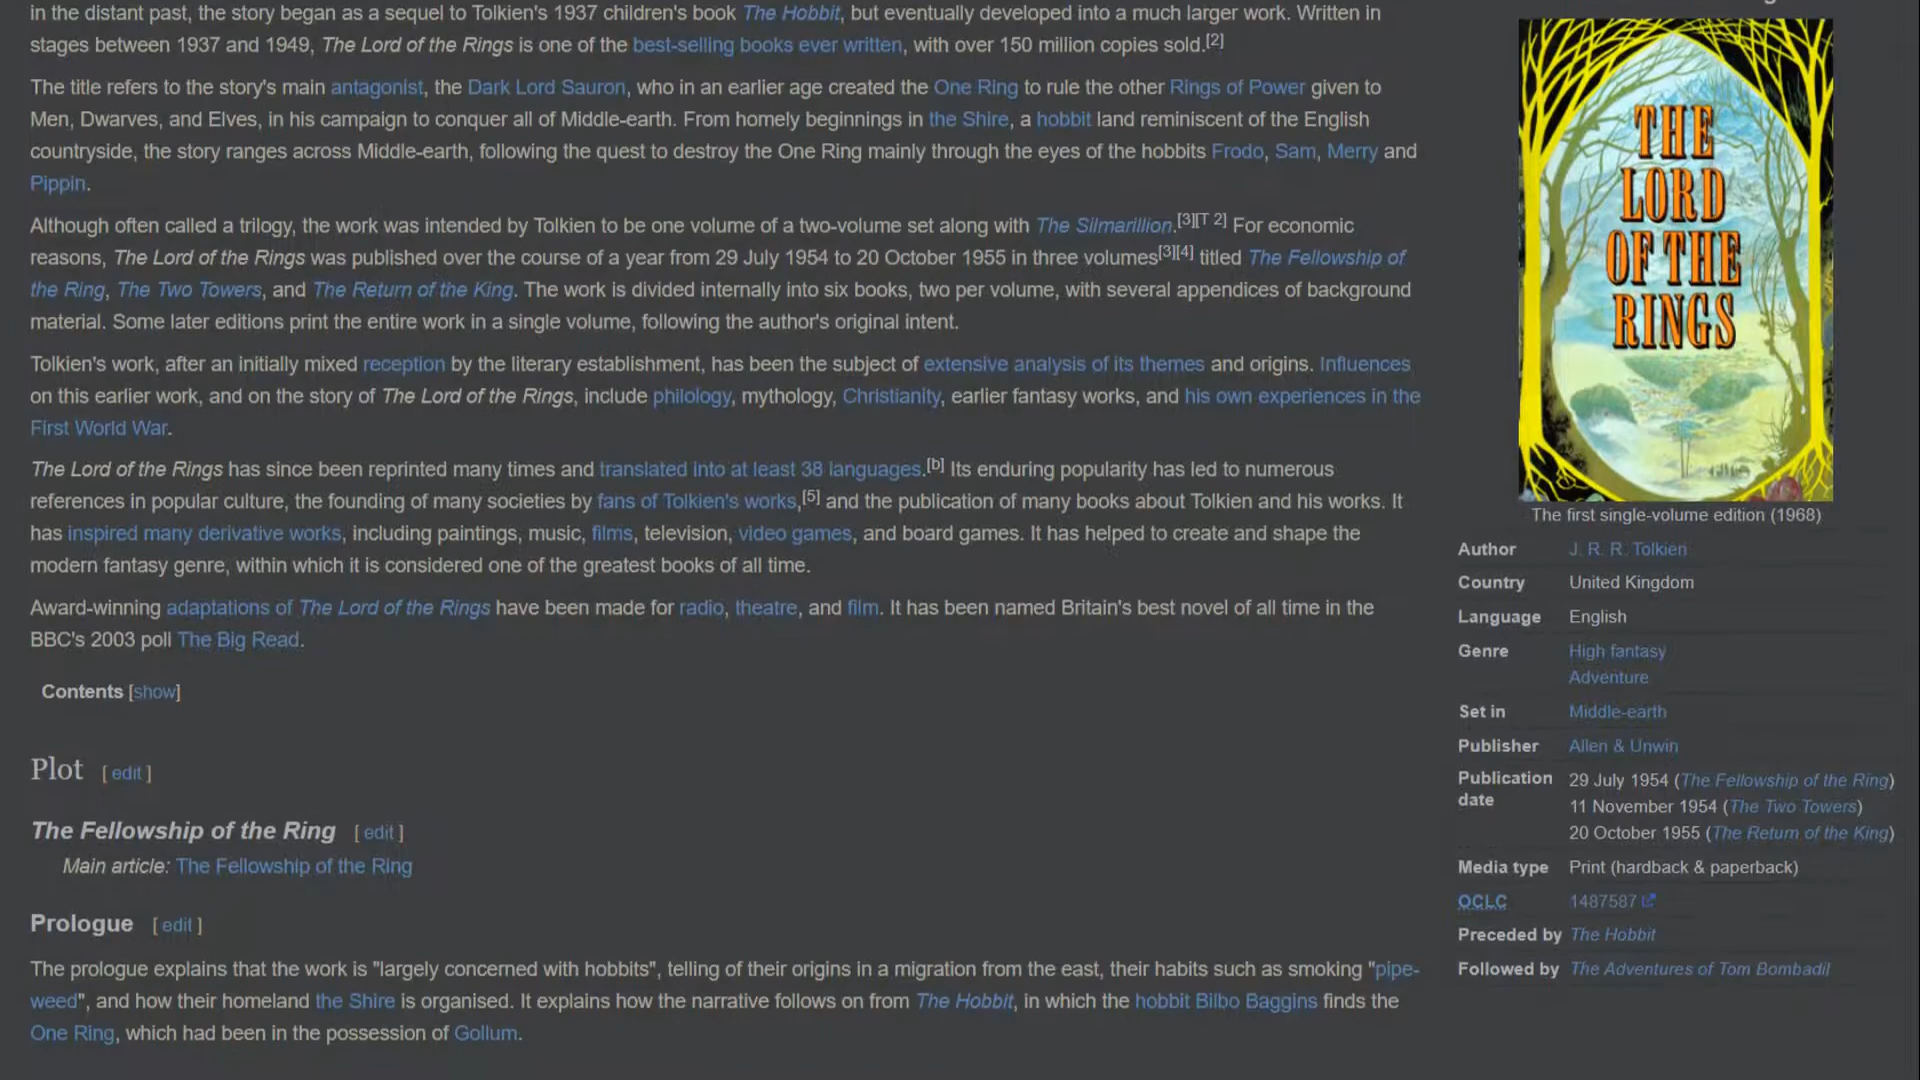 in the distant past, the story began as a sequel to Tolkien's 1937 children's book The Hobbit, but eventually developed into a much larger work. Written in
stages between 1937 and 1949, The Lord of the Rings is one of the best-selling books ever written, with over 150 million copies sold.[2]
The title refers to the story's main antagonist, the Dark Lord Sauron, who in an earlier age created the One Ring to rule the other Rings of Power given to
Men, Dwarves, and Elves, in his campaign to conquer all of Middle-earth. From homely beginnings in the Shire, a hobbit land reminiscent of the English
countryside, the story ranges across Middle-earth, following the quest to destroy the One Ring mainly through the eyes of the hobbits Frodo, Sam, Merry and
Pippin.
Although often called a trilogy, the work was intended by Tolkien to be one volume of a two-volume set along with The Silmarillion.[3][T 2] For economic
reasons, The Lord of the Rings was published over the course of a year from 29 July 1954 to 20 October 1955 in three volumes[3][4] titled The Fellowship of
the Ring, The Two Towers, and The Return of the King. The work is divided internally into six books, two per volume, with several appendices of background
material. Some later editions print the entire work in a single volume, following the author's original intent.
Tolkien's work, after an initially mixed reception by the literary establishment, has been the subject of extensive analysis of its themes and origins. Influences
on this earlier work, and on the story of The Lord of the Rings, include philology, mythology, Christianity, earlier fantasy works, and his own experiences in the
First World War.
The Lord of the Rings has since been reprinted many times and translated into at least 38 languages.[b] Its enduring popularity has led to numerous
references in popular culture, the founding of many societies by fans of Tolkien's works,[5] and the publication of many books about Tolkien and his works. It
has inspired many derivative works, including paintings, music, films, television, video games, and board games. It has helped to create and shape the
modern fantasy genre, within which it is considered one of the greatest books of all time.
Award-winning adaptations of The Lord of the Rings have been made for radio, theatre, and film. It has been named Britain's best novel of all time in the
BBC's 2003 poll The Big Read.
Contents [show]
Plot [ edit ]
The Fellowship of the Ring [ edit ]
Main article: The Fellowship of the Ring
Prologue [ edit ]
The prologue explains that the work is "largely concerned with hobbits", telling of their origins in a migration from the east, their habits such as smoking "pipe-
weed", and how their homeland the Shire is organised. It explains how the narrative follows on from The Hobbit, in which the hobbit Bilbo Baggins finds the
One Ring, which had been in the possession of Gollum.
THE
LORD
OF THE
RINGS
The first single-volume edition (1968)
Author J. R. R. Tolkien
Country United Kingdom
Language English
Genre High fantasy
Adventure
Set in Middle-earth
Publisher Allen & Unwin
Publication date 29 July 1954 (The Fellowship of the Ring)
11 November 1954 (The Two Towers)
20 October 1955 (The Return of the King)
Media type Print (hardback & paperback)
OCLC 1487587
Preceded by The Hobbit
Followed by The Adventures of Tom Bombadil